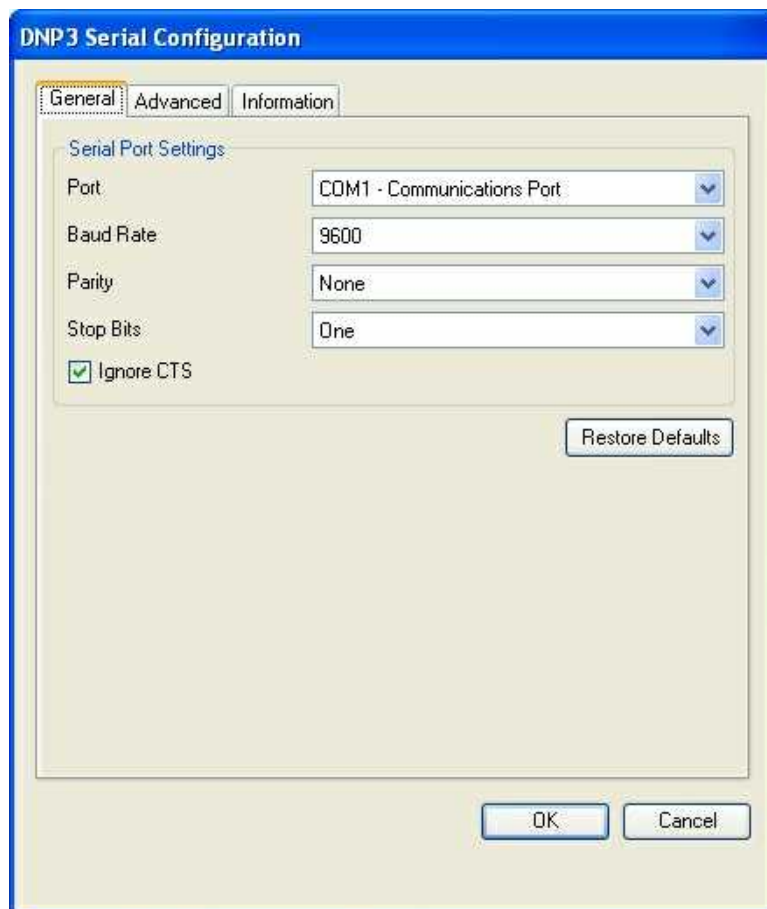 DNP3 Serial Configuration
General Advanced Information
Serial Port Settings
Port COM1 - Communications Port
Baud Rate 9600
Parity None
Stop Bits One
Ignore CTS
Restore Defaults
OK Cancel